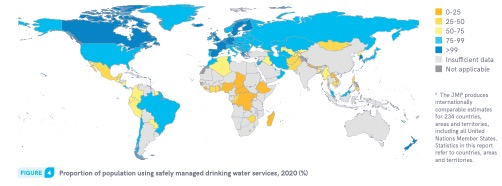 0-25
25-50
50-75
75-99
>99
Insufficient data
Not applicable
* The JMP produces
internationally
comparable estimates
for 234 countries,
areas and territories,
including all United
Nations Member States.
Statistics in this report
refer to countries, areas
and territories.
FIGURE 4 Proportion of population using safely managed drinking water services, 2020 (%)